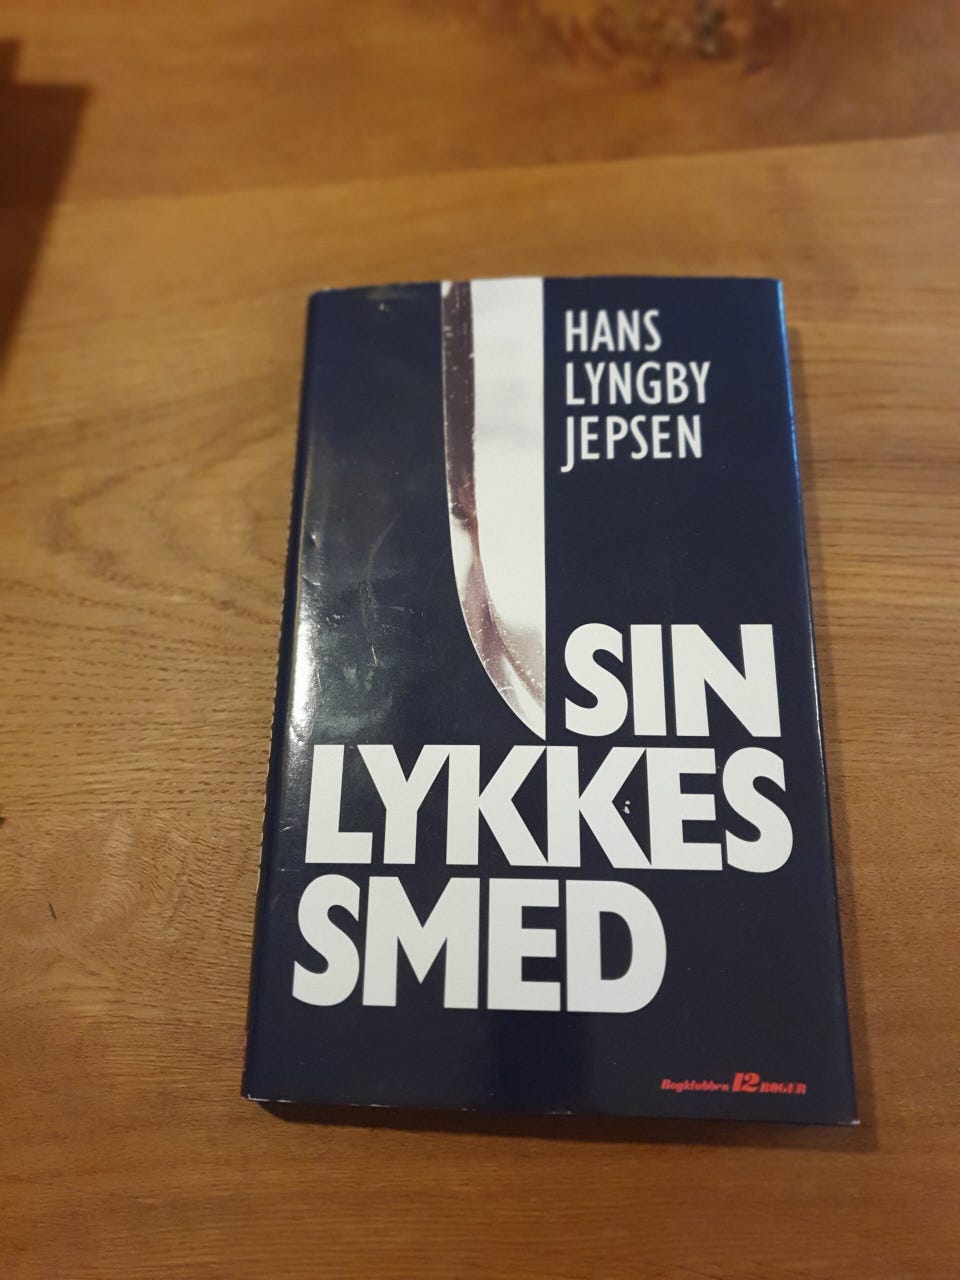 HANS
LYNGBY
JEPSEN
SIN
LYKKES
SMED
Bogklubben 12 BØGER